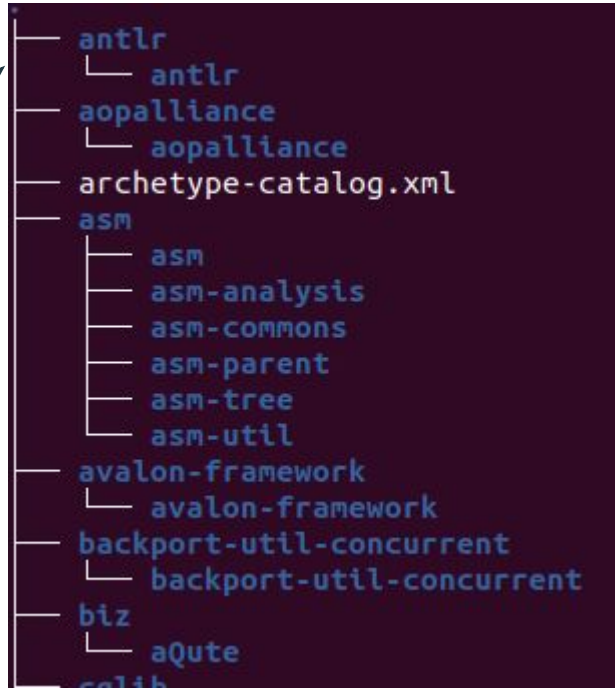 .
├── antlr
│   └── antlr
├── aopalliance
│   └── aopalliance
├── archetype-catalog.xml
├── asm
│   ├── asm
│   ├── asm-analysis
│   ├── asm-commons
│   ├── asm-parent
│   ├── asm-tree
│   └── asm-util
├── avalon-framework
│   └── avalon-framework
├── backport-util-concurrent
│   └── backport-util-concurrent
├── biz
│   └── aQute
├── cglib